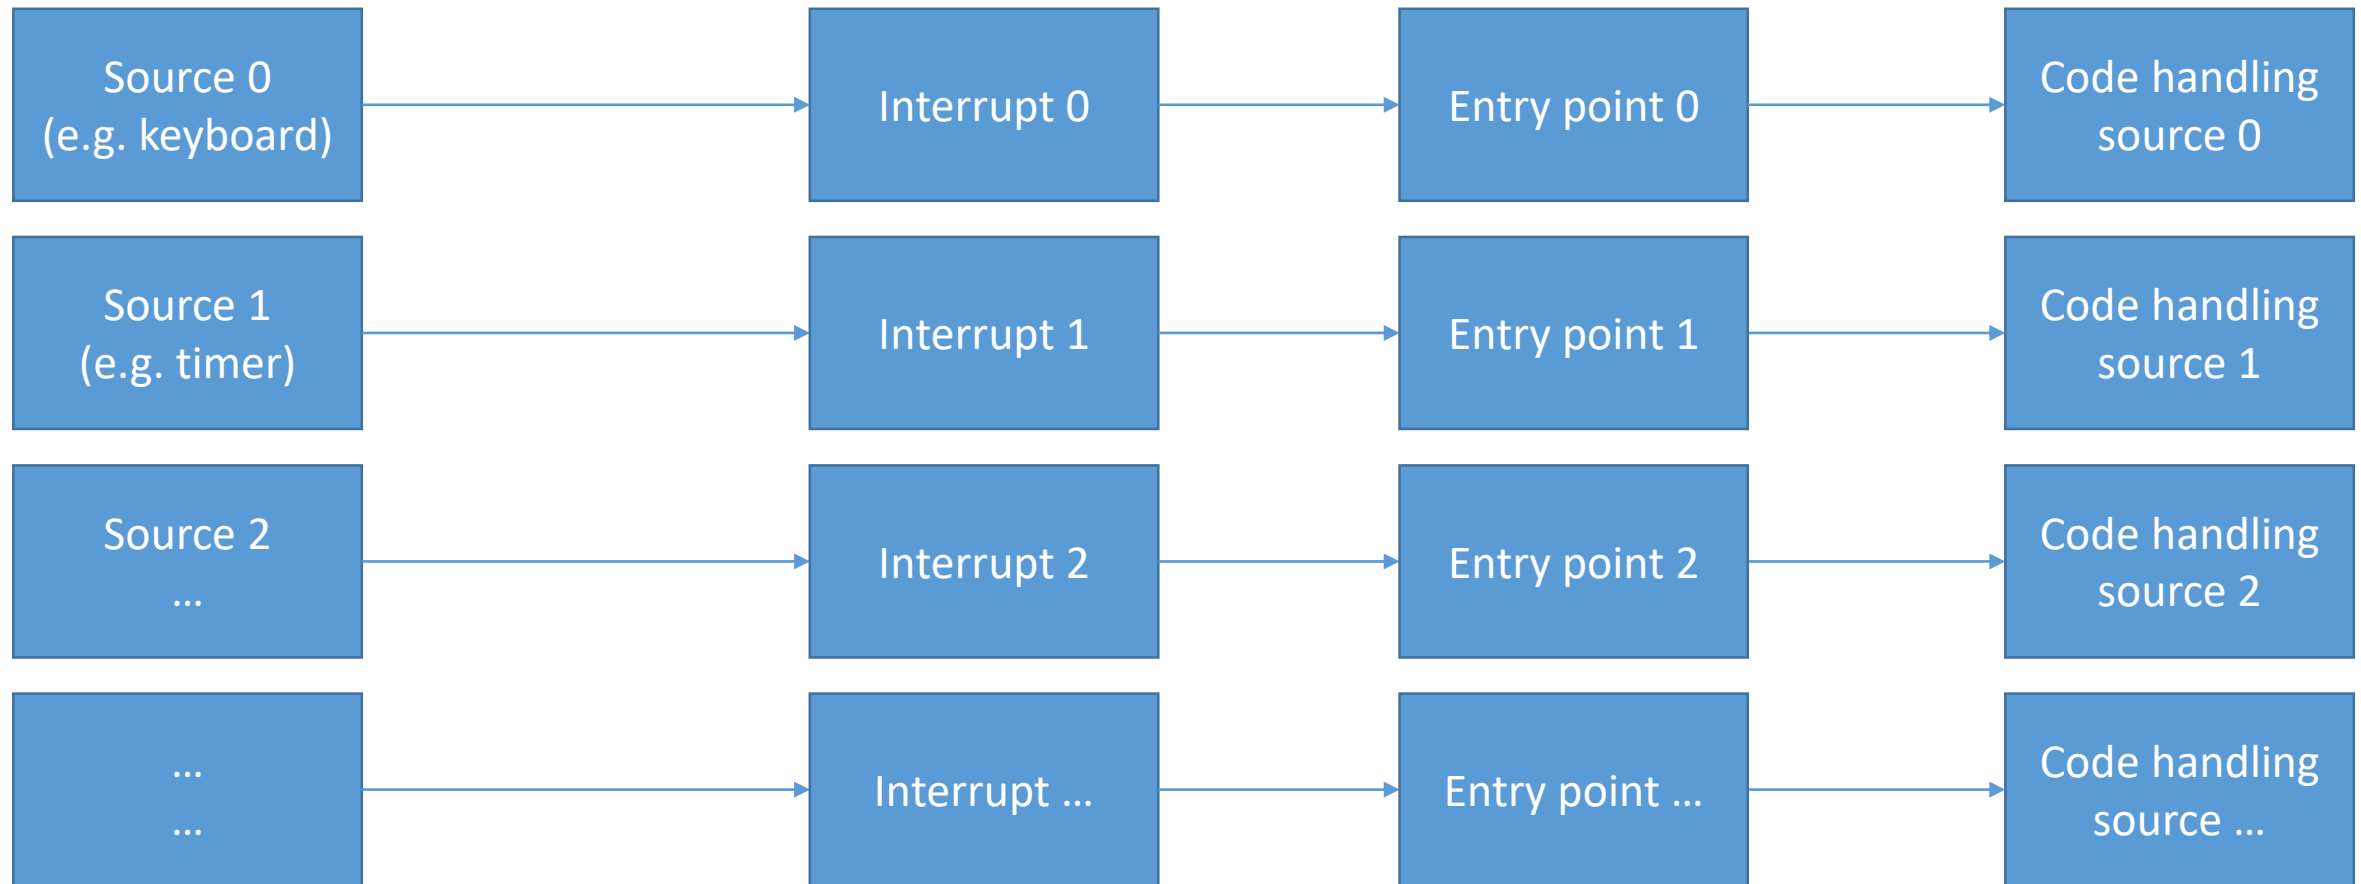 Source 0
(e.g. keyboard)
Interrupt 0
Entry point 0
Code handling
source 0
Source 1
(e.g. timer)
Interrupt 1
Entry point 1
Code handling
source 1
Source 2
...
Interrupt 2
Entry point 2
Code handling
source 2
...
...
Interrupt ...
Entry point ...
Code handling
source ...